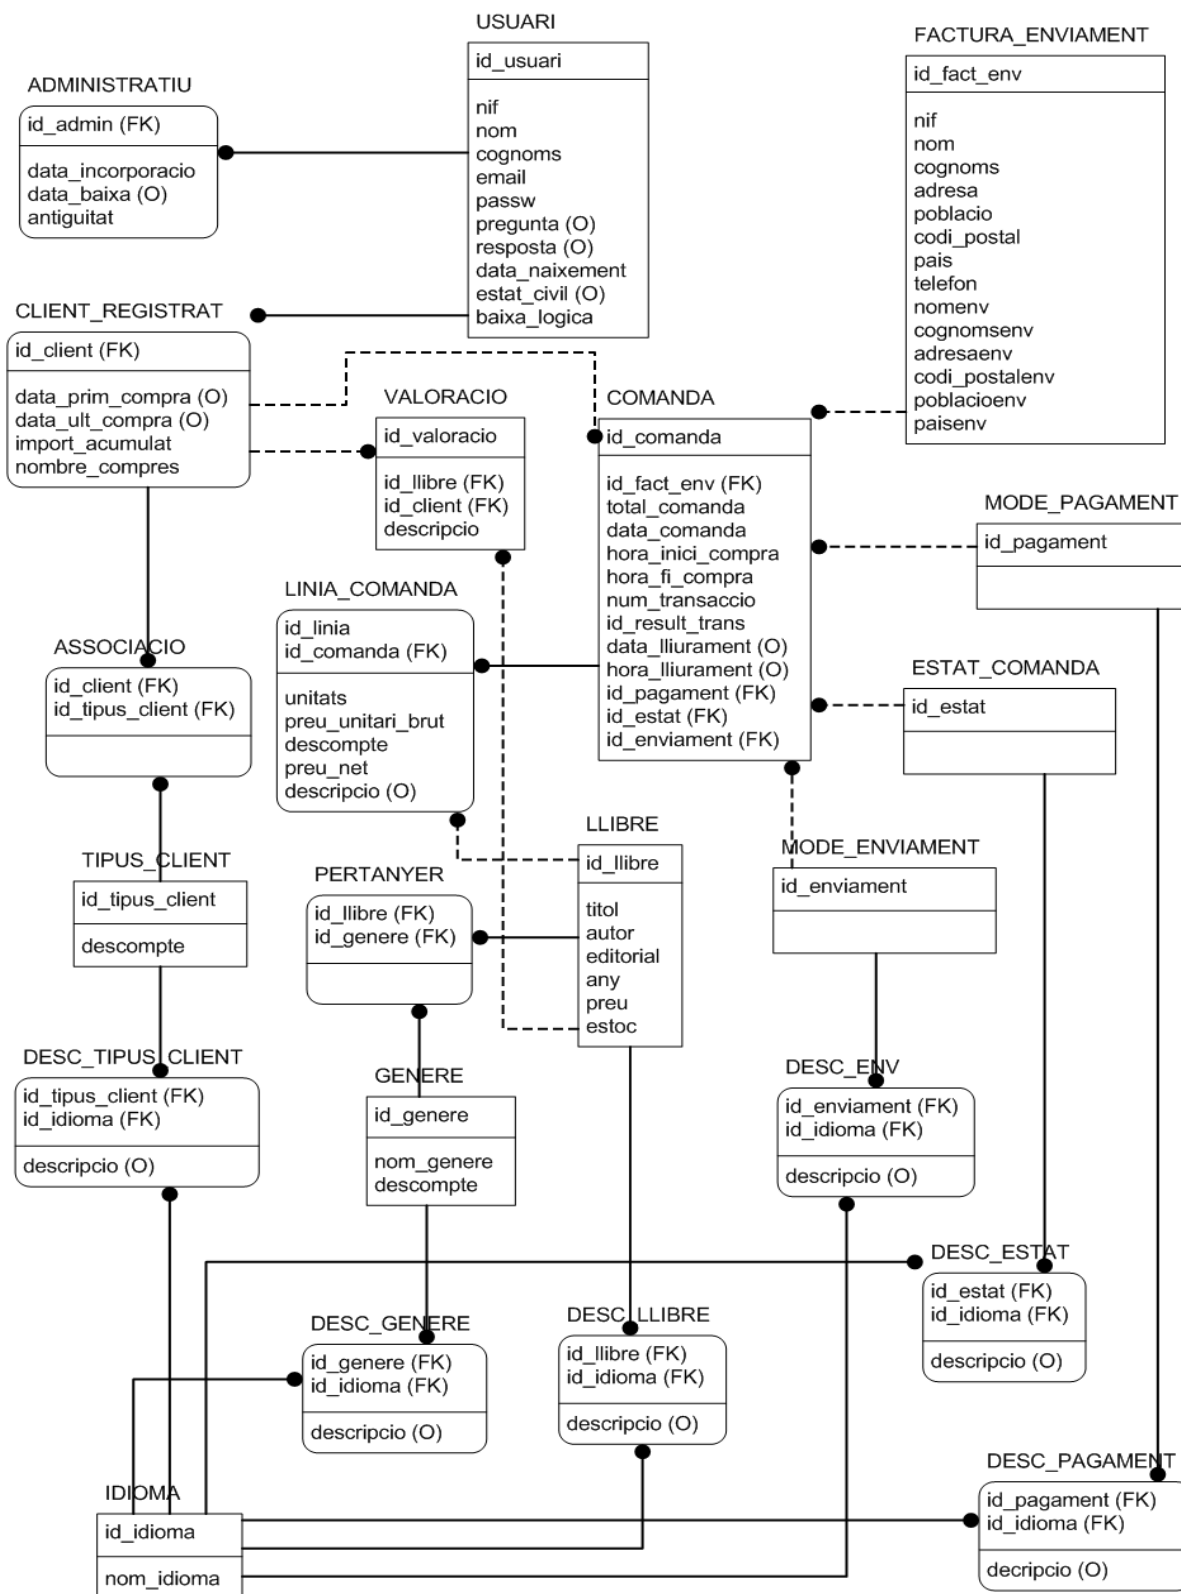 USUARI
id_usuari
nif
nom
cognoms
email
passw
pregunta (O)
resposta (O)
data_naixement
estat_civil (O)
baixa_logica
FACTURA_ENVIAMENT
id_fact_env
nif
nom
cognoms
adresa
poblacio
codi_postal
pais
telefon
nomenv
cognomsenv
adresaenv
codi_postalenv
poblacioenv
paisenv
ADMINISTRATIU
id_admin (FK)
data_incorporacio
data_baixa (O)
antiguitat
CLIENT_REGISTRAT
id_client (FK)
data_prim_compra (O)
data_ult_compra (O)
import_acumulat
nombre_compres
VALORACIO
id_valoracio
id_llibre (FK)
id_client (FK)
descripcio
COMANDA
id_comanda
id_fact_env (FK)
total_comanda
data_comanda
hora_inici_compra
hora_fi_compra
num_transaccio
id_result_trans
data_lliurament (O)
hora_lliurament (O)
id_pagament (FK)
id_estat (FK)
id_enviament (FK)
MODE_PAGAMENT
id_pagament
LINIA_COMANDA
id_linia
id_comanda (FK)
unitats
preu_unitari_brut
descompte
preu_net
descripcio (O)
ASSOCIACIO
id_client (FK)
id_tipus_client (FK)
ESTAT_COMANDA
id_estat
TIPUS_CLIENT
id_tipus_client
descompte
PERTANYER
id_llibre (FK)
id_genere (FK)
LLIBRE
id_llibre
titol
autor
editorial
any
preu
estoc
MODE_ENVIAMENT
id_enviament
DESC_TIPUS_CLIENT
id_tipus_client (FK)
id_idioma (FK)
descripcio (O)
GENERE
id_genere
nom_genere
descompte
DESC_ENV
id_enviament (FK)
id_idioma (FK)
descripcio (O)
DESC_ESTAT
id_estat (FK)
id_idioma (FK)
descripcio (O)
DESC_GENERE
id_genere (FK)
id_idioma (FK)
descripcio (O)
DESC_LLIBRE
id_llibre (FK)
id_idioma (FK)
descripcio (O)
DESC_PAGAMENT
id_pagament (FK)
id_idioma (FK)
decripcio (O)
IDIOMA
id_idioma
nom_idioma